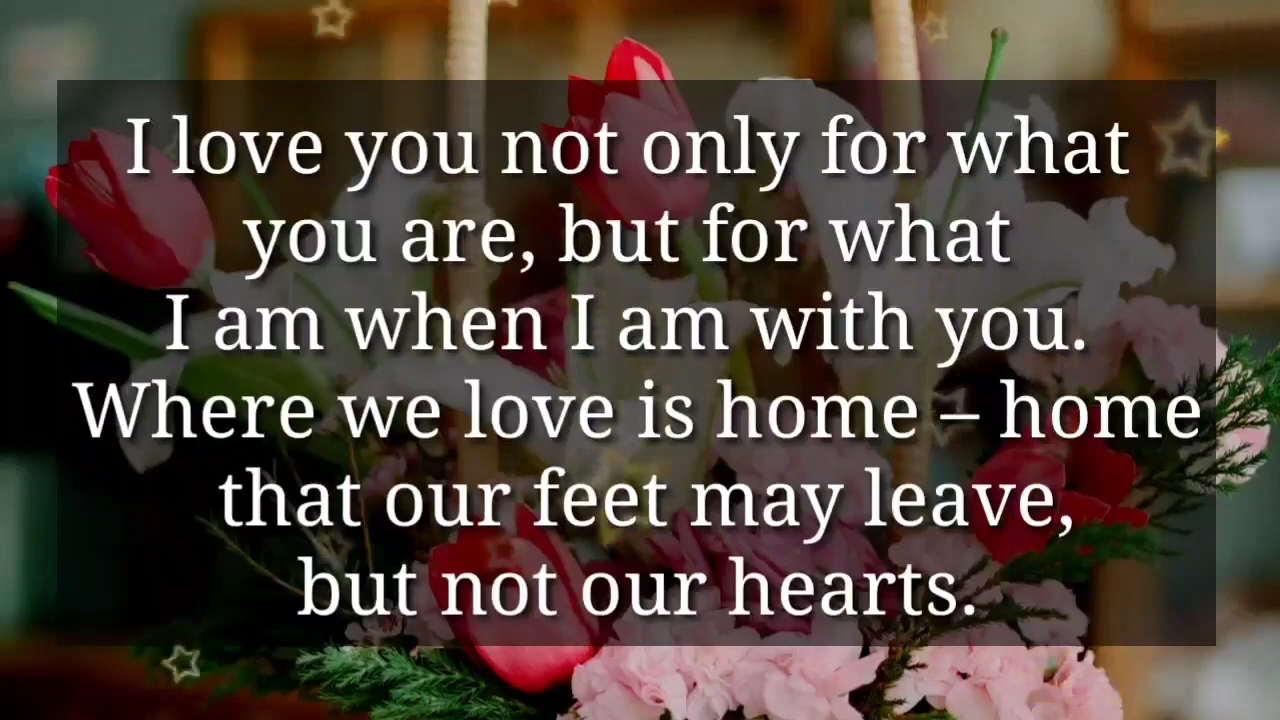 I love you not only for what
you are, but for what
I am when I am with you.
Where we love is home – home
that our feet may leave,
but not our hearts.